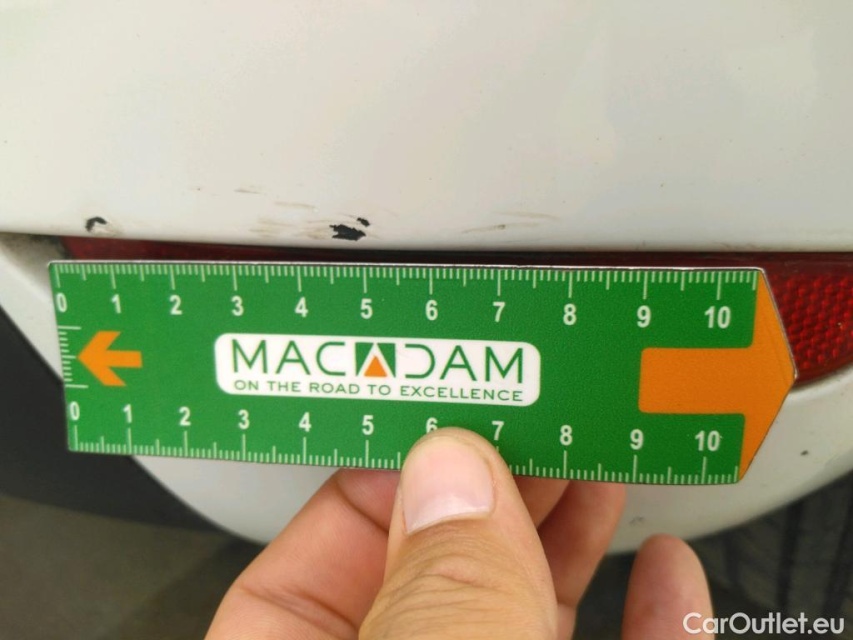 0 1 2 3 4 5 6 7 8 9 10
MACADAM
ON THE ROAD TO EXCELLENCE
0 1 2 3 4 5 6 7 8 9 10
CarOutlet.eu